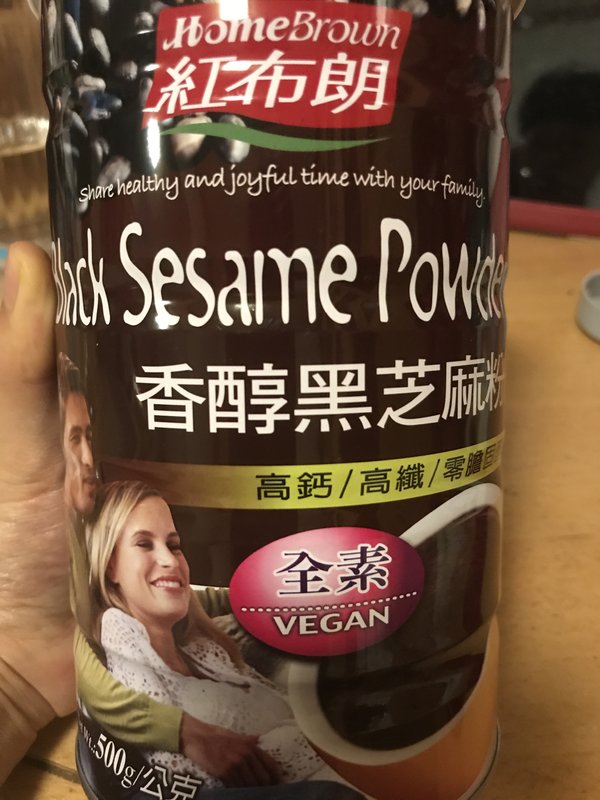 HomeBrown
紅布朗
Share healthy and joyful time with your family.
Black Sesame Powder
香醇黑芝麻粉
高鈣/高纖/零膽固
全素
VEGAN
500g/公克